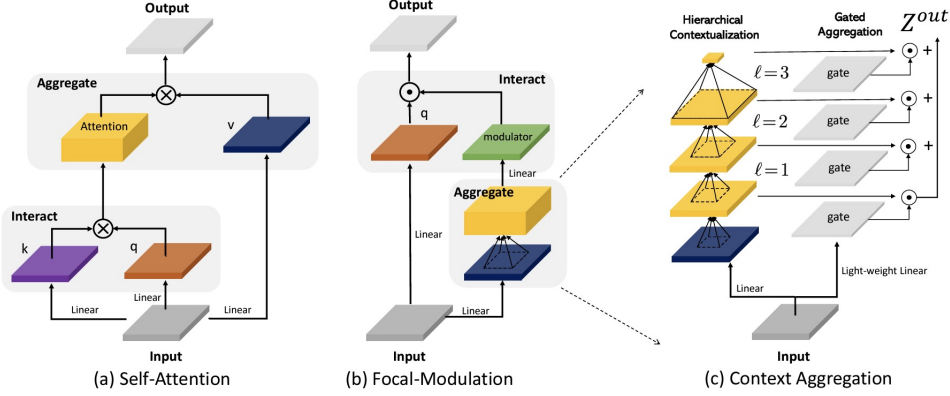 Output
Aggregate
Attention
v
Interact
k
q
Linear
Linear
Linear
Input
(a) Self-Attention
Output
Interact
q
modulator
Linear
Aggregate
Linear
Linear
Input
(b) Focal-Modulation
Hierarchical
Contextualization
Gated
Aggregation
Z^out
ℓ=3
gate
+
ℓ=2
gate
+
ℓ=1
gate
+
gate
Light-weight Linear
Linear
Input
(c) Context Aggregation